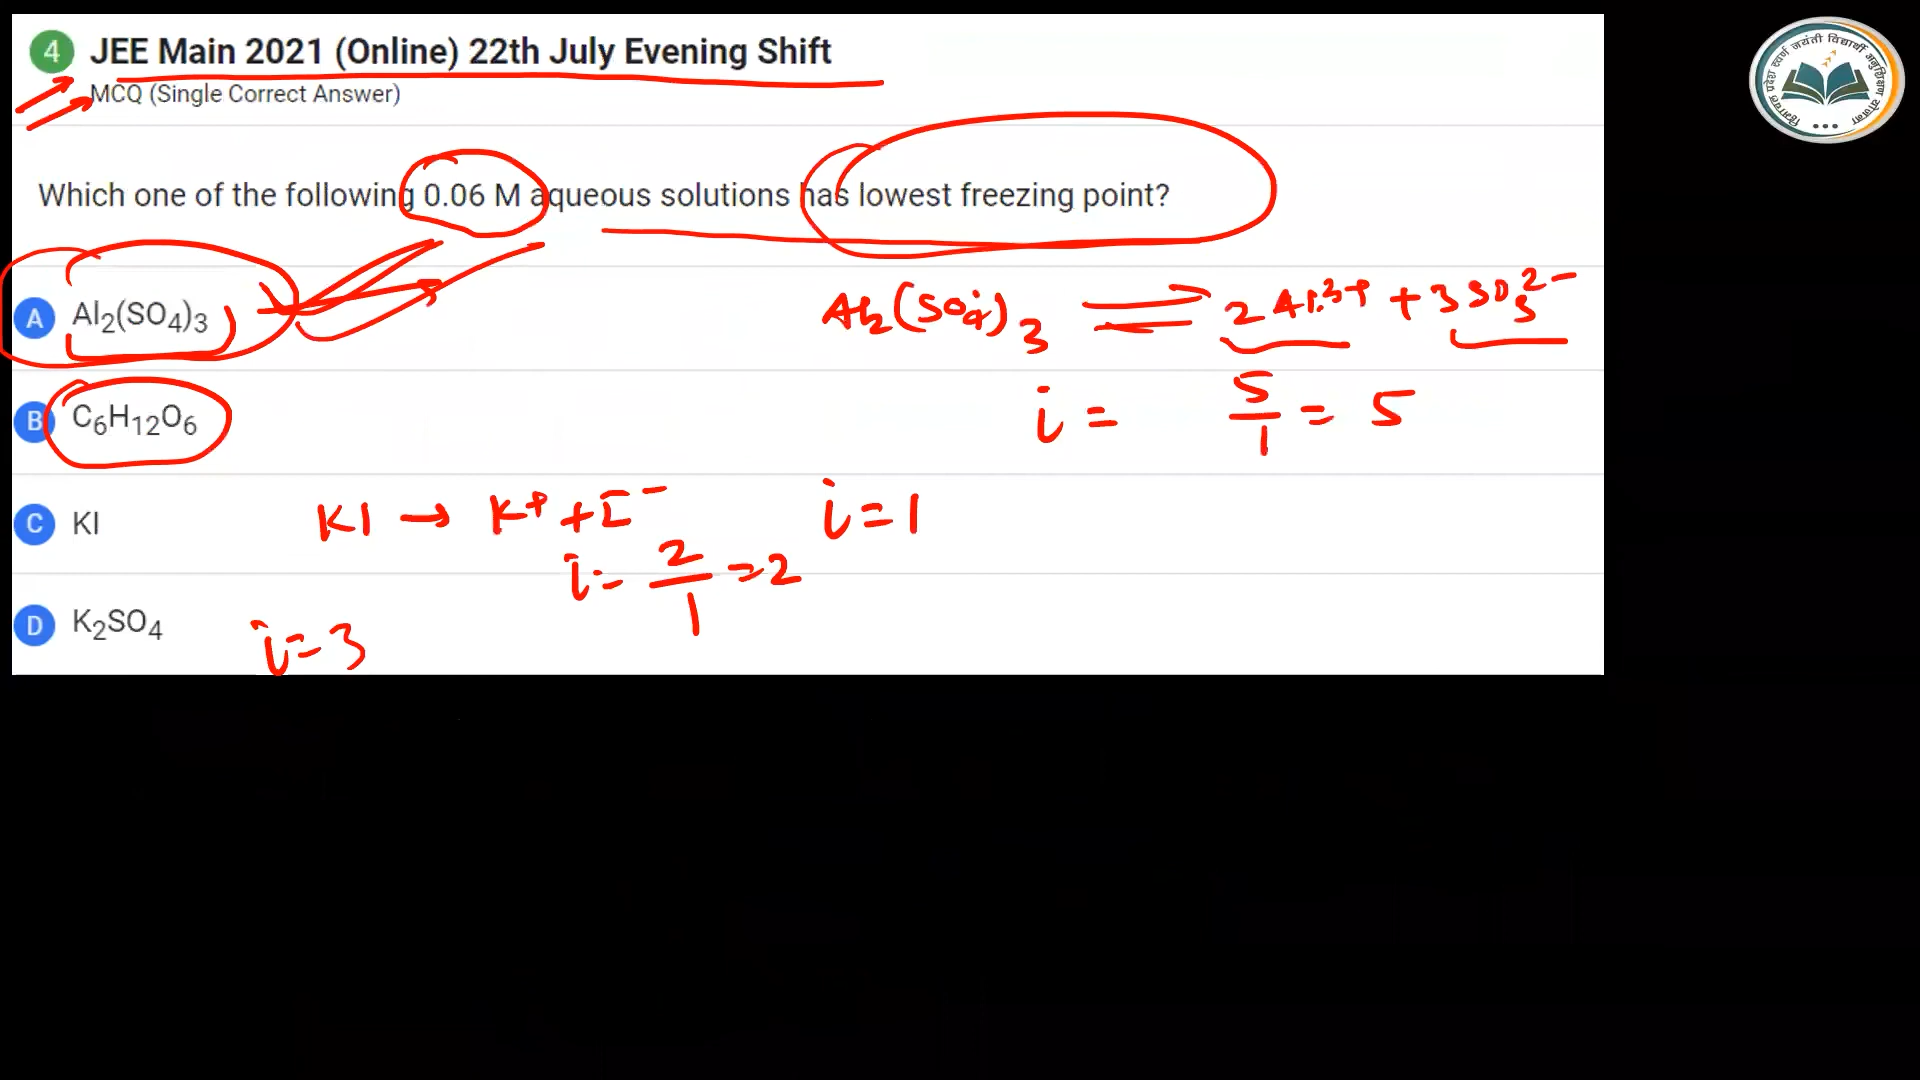 4 JEE Main 2021 (Online) 22th July Evening Shift
MCQ (Single Correct Answer)
Which one of the following 0.06 M aqueous solutions has lowest freezing point?
A Al₂(SO₄)₃
Al₂(SO₄)₃ ⇌ 2Al³⁺ + 3SO₃²⁻
i = 5/1 = 5
B C₆H₁₂O₆
i = 1
C KI
KI → K⁺ + I⁻
i = 2/1 = 2
D K₂SO₄
i = 3